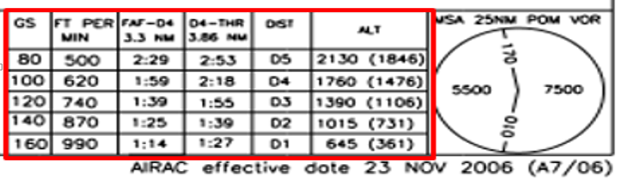 GS FT PER MIN FAF-D4 3.3 NM D4-THR 3.86 NM DIST ALT MSA 25NM POM VOR
80 500 2:29 2:53 D5 2130 (1846)
100 620 1:59 2:18 D4 1760 (1476)
120 740 1:39 1:55 D3 1390 (1106)
140 870 1:25 1:39 D2 1015 (731)
160 990 1:14 1:27 D1 645 (361)
170
5500 7500
010
AIRAC effective date 23 NOV 2006 (A7/06)